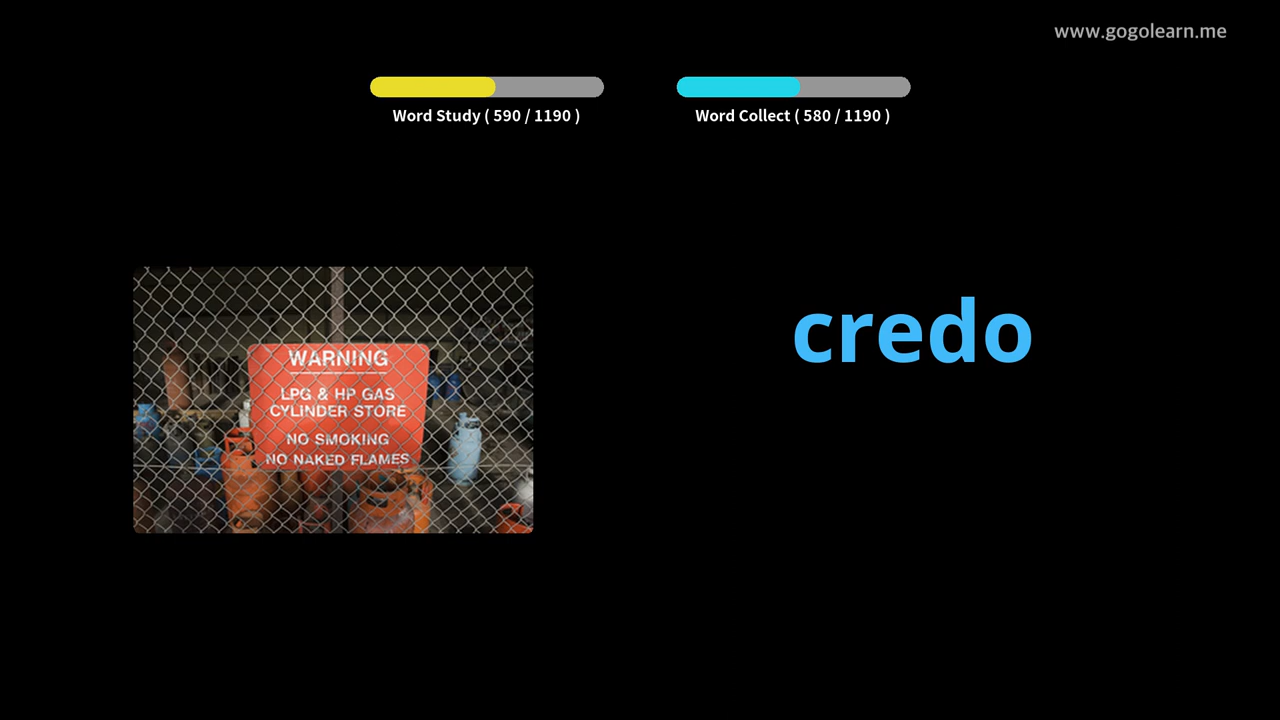 www.gogolearn.me
Word Study ( 590 / 1190 )
Word Collect ( 580 / 1190 )
WARNING
LPG & HP GAS
CYLINDER STORE
NO SMOKING
NO NAKED FLAMES
credo